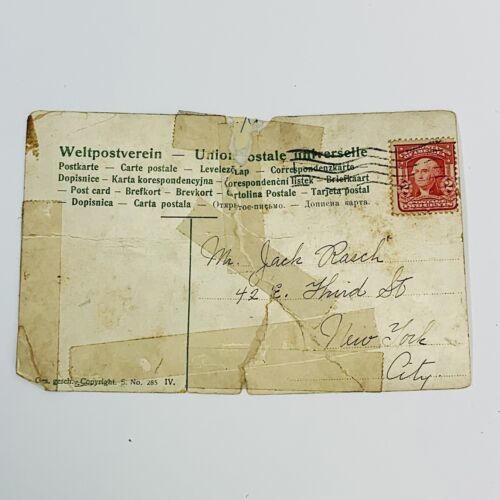 Weltpostverein — Union postale universelle
Postkarte — Carte postale — Levelező-Lap — Correspondenzkarte
Dopisnice — Karta korespondencyjna — Korespondenční lístek — Briefkaart
— Post card — Brefkort — Brevkort — Cartolina Postale — Tarjeta postal
Dopisnica — Carta postala — Открытое-письмо. — Дописна карта.
Mr. Jack Rasch
42 E. Third St
New York
City.
Ges. gesch. - Copyright. S. No. 285 IV.